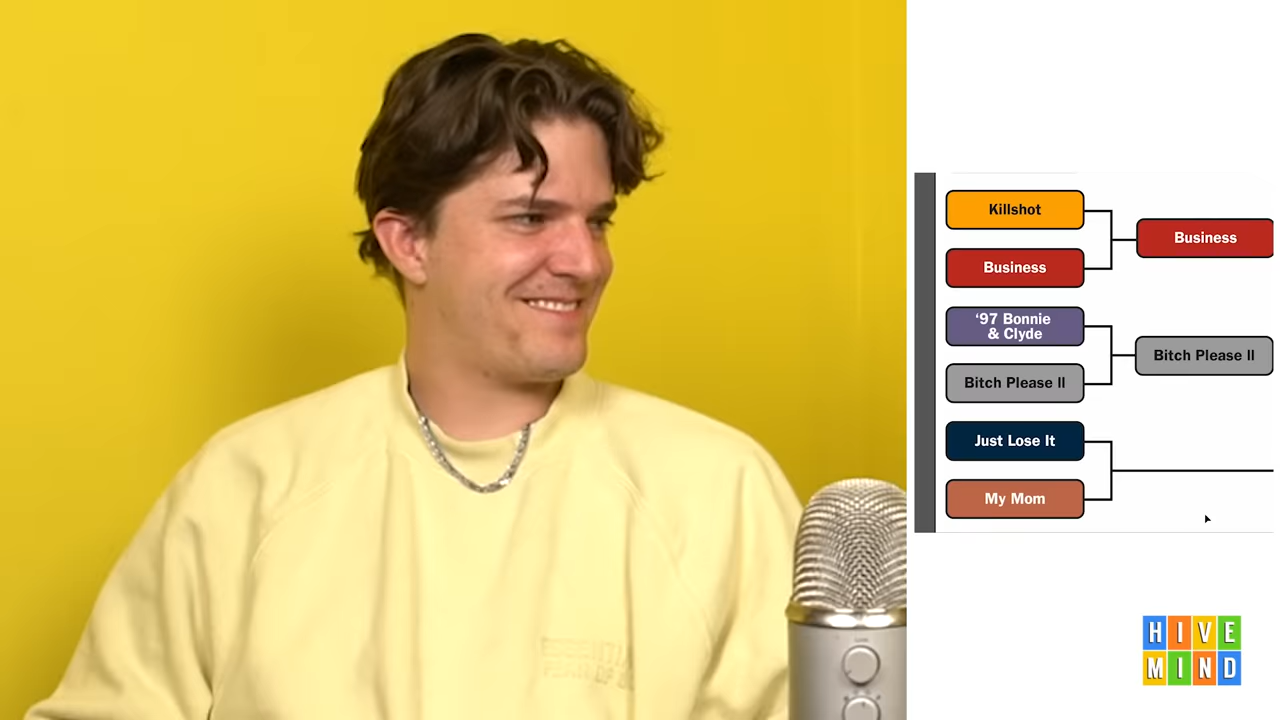 Killshot
Business
Business
‘97 Bonnie
& Clyde
Bitch Please II
Bitch Please II
Just Lose It
My Mom
HIVE
MIND